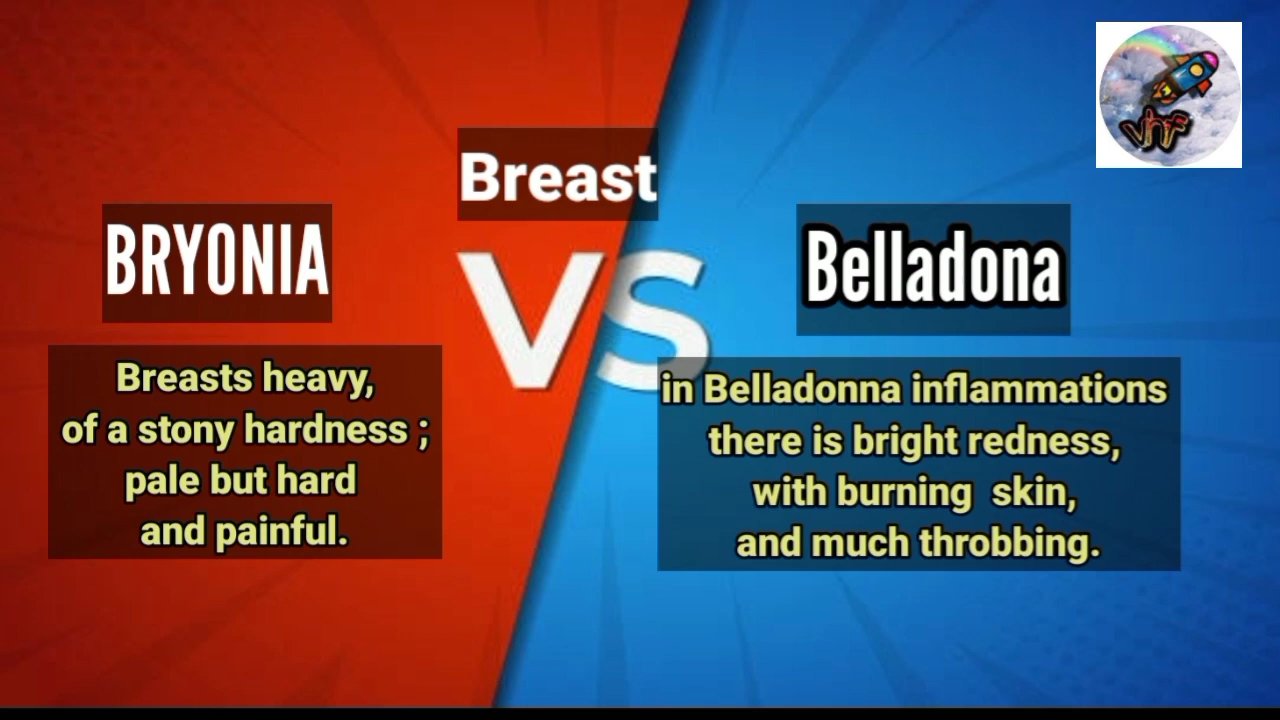 Breast
VS
BRYONIA
Breasts heavy,
of a stony hardness ;
pale but hard
and painful.
Belladona
in Belladonna inflammations
there is bright redness,
with burning skin,
and much throbbing.